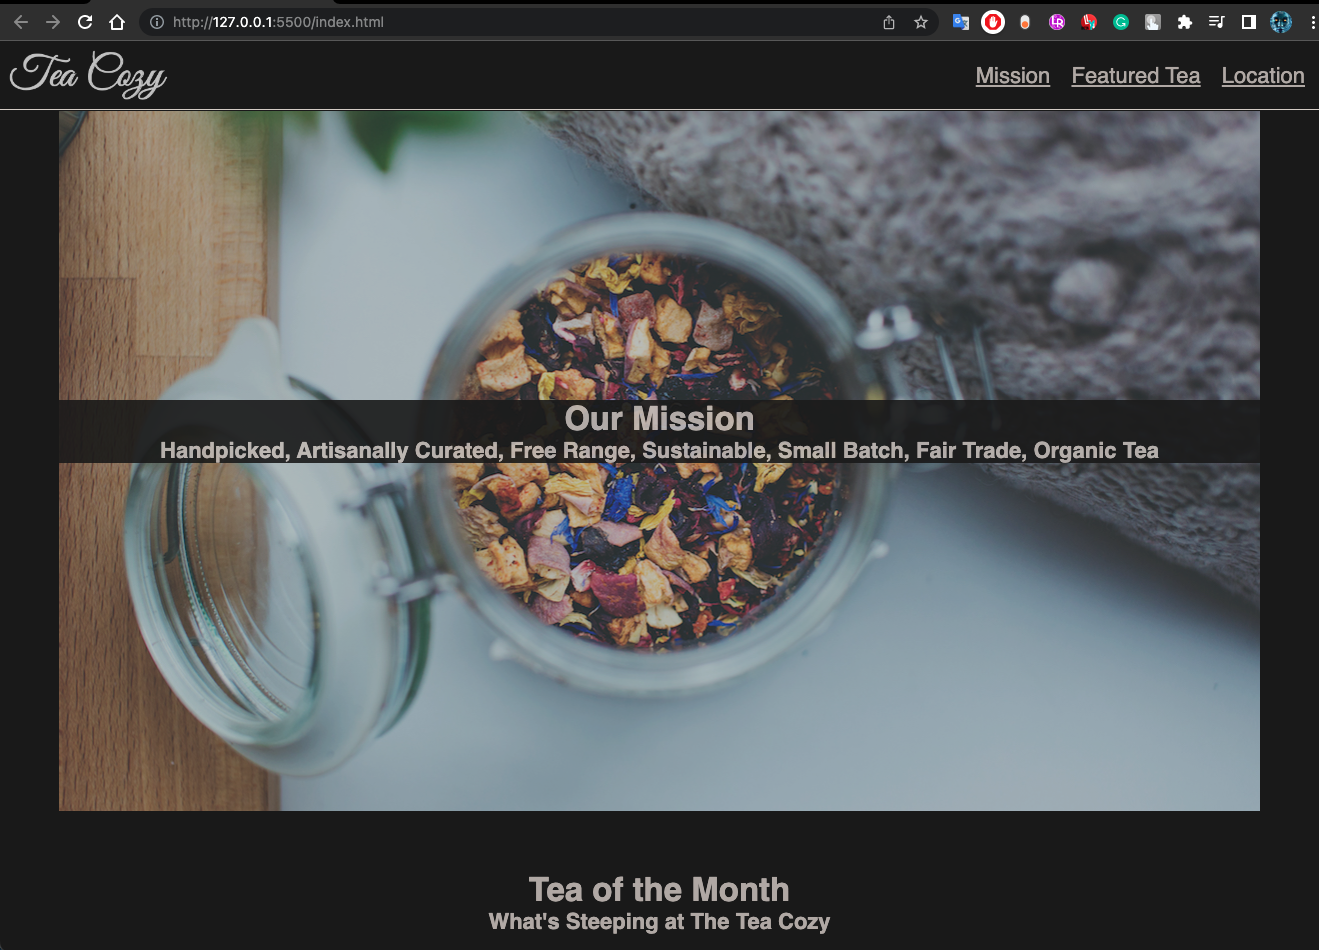 http://127.0.0.1:5500/index.html
Tea Cozy
Mission Featured Tea Location
Our Mission
Handpicked, Artisanally Curated, Free Range, Sustainable, Small Batch, Fair Trade, Organic Tea
Tea of the Month
What's Steeping at The Tea Cozy